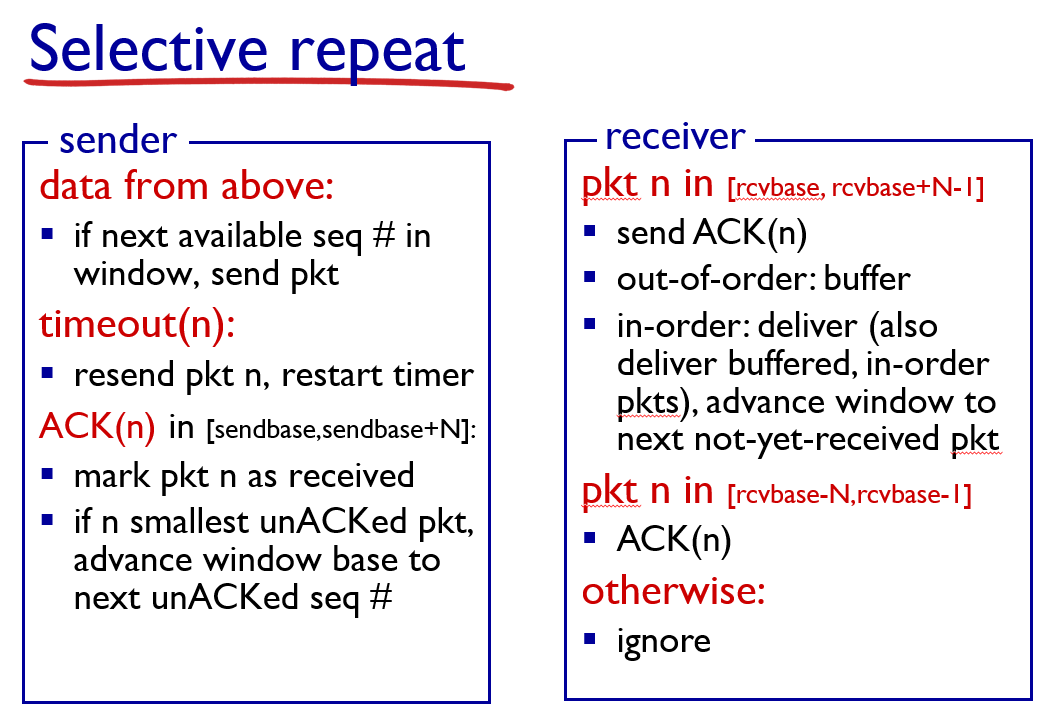 Selective repeat
sender
data from above:
▪ if next available seq # in
window, send pkt
timeout(n):
▪ resend pkt n, restart timer
ACK(n) in [sendbase,sendbase+N]:
▪ mark pkt n as received
▪ if n smallest unACKed pkt,
advance window base to
next unACKed seq #
receiver
pkt n in [rcvbase, rcvbase+N-1]
▪ send ACK(n)
▪ out-of-order: buffer
▪ in-order: deliver (also
deliver buffered, in-order
pkts), advance window to
next not-yet-received pkt
pkt n in [rcvbase-N,rcvbase-1]
▪ ACK(n)
otherwise:
▪ ignore